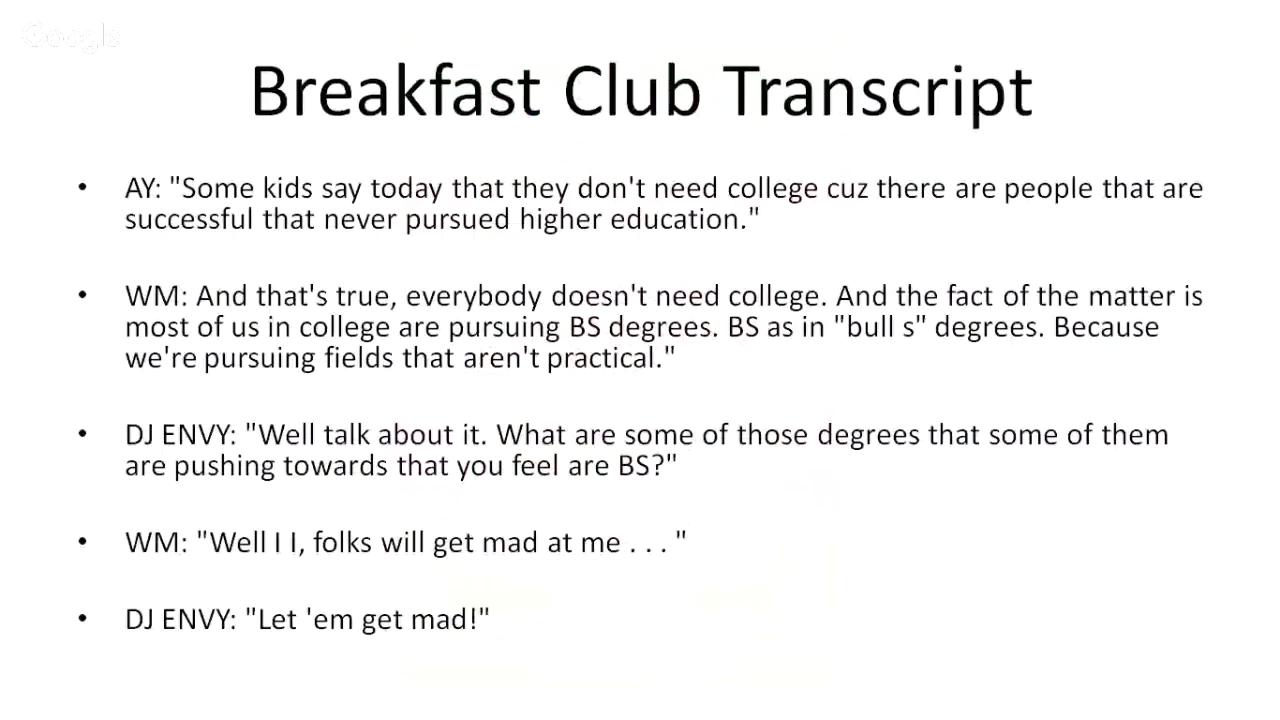 Google
Breakfast Club Transcript
• AY: "Some kids say today that they don't need college cuz there are people that are
successful that never pursued higher education."
• WM: And that's true, everybody doesn't need college. And the fact of the matter is
most of us in college are pursuing BS degrees. BS as in "bull s" degrees. Because
we're pursuing fields that aren't practical."
• DJ ENVY: "Well talk about it. What are some of those degrees that some of them
are pushing towards that you feel are BS?"
• WM: "Well I I, folks will get mad at me . . . "
• DJ ENVY: "Let 'em get mad!"